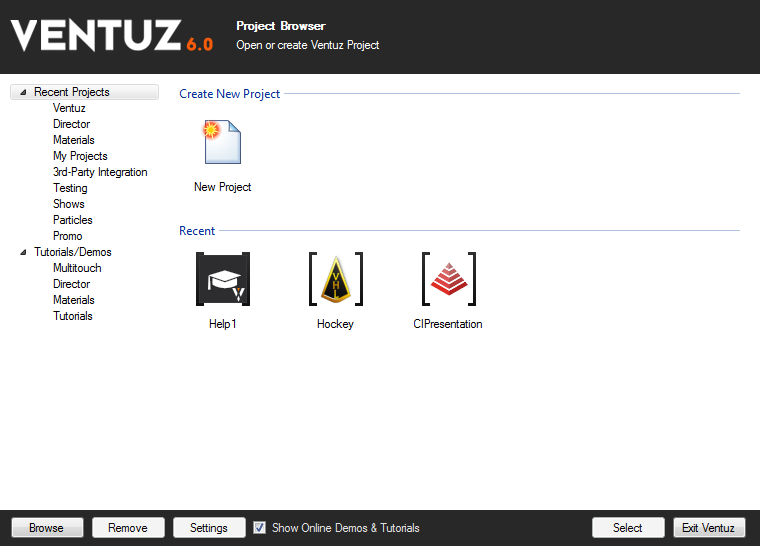 VENTUZ 6.0
Project Browser
Open or create Ventuz Project
Recent Projects
Ventuz
Director
Materials
My Projects
3rd-Party Integration
Testing
Shows
Particles
Promo
Tutorials/Demos
Multitouch
Director
Materials
Tutorials
Create New Project
New Project
Recent
VHL
Help1
Hockey
CIPresentation
Browse
Remove
Settings
Show Online Demos & Tutorials
Select
Exit Ventuz